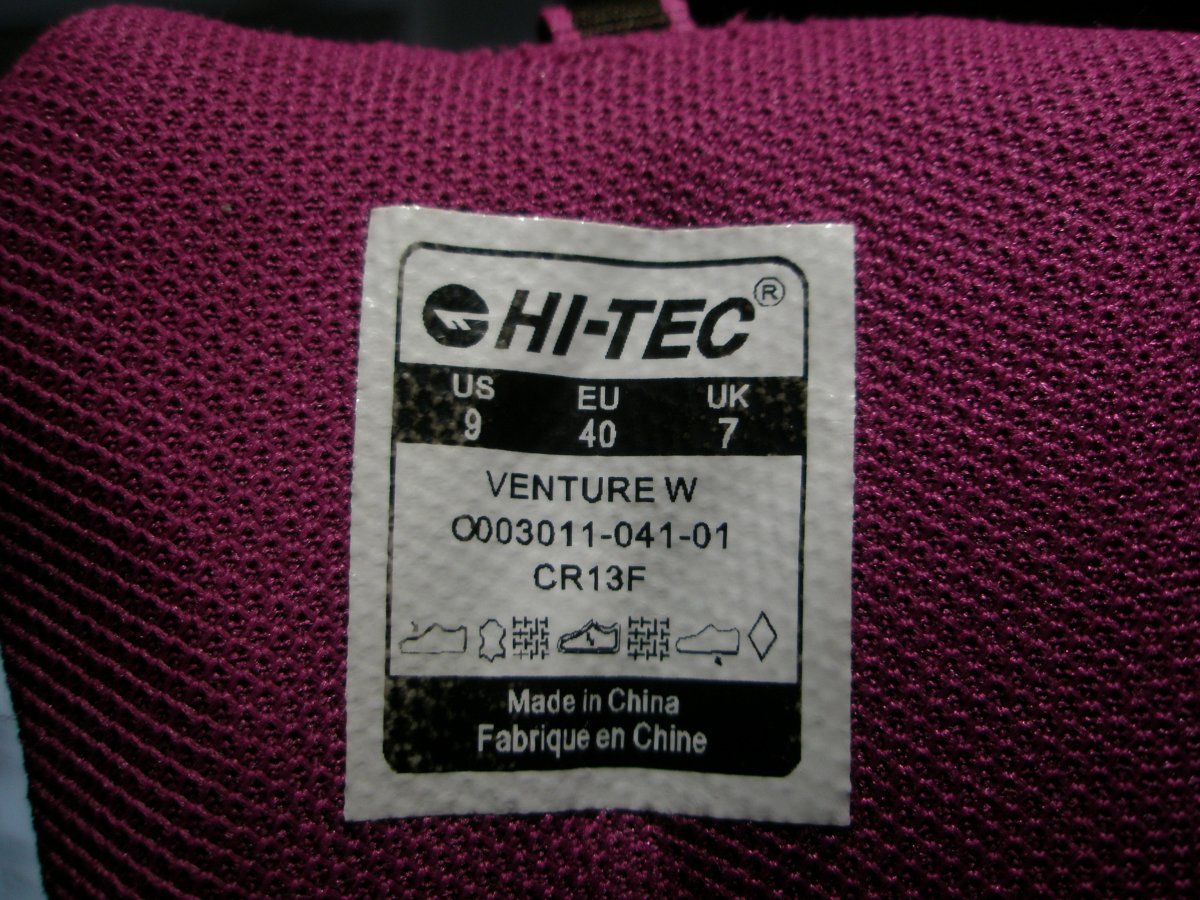 HI-TEC®
US EU UK
9 40 7
VENTURE W
O003011-041-01
CR13F
Made in China
Fabrique en Chine